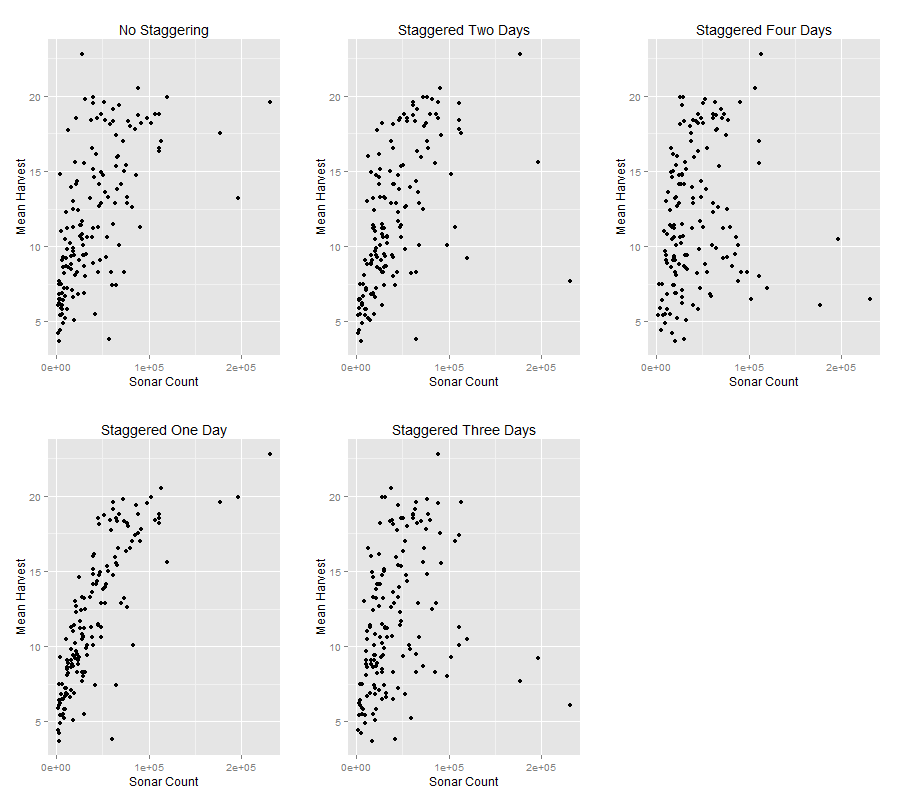 No Staggering
Mean Harvest
20
15
10
5
0e+00 1e+05 2e+05
Sonar Count
Staggered Two Days
Mean Harvest
20
15
10
5
0e+00 1e+05 2e+05
Sonar Count
Staggered Four Days
Mean Harvest
20
15
10
5
0e+00 1e+05 2e+05
Sonar Count
Staggered One Day
Mean Harvest
20
15
10
5
0e+00 1e+05 2e+05
Sonar Count
Staggered Three Days
Mean Harvest
20
15
10
5
0e+00 1e+05 2e+05
Sonar Count